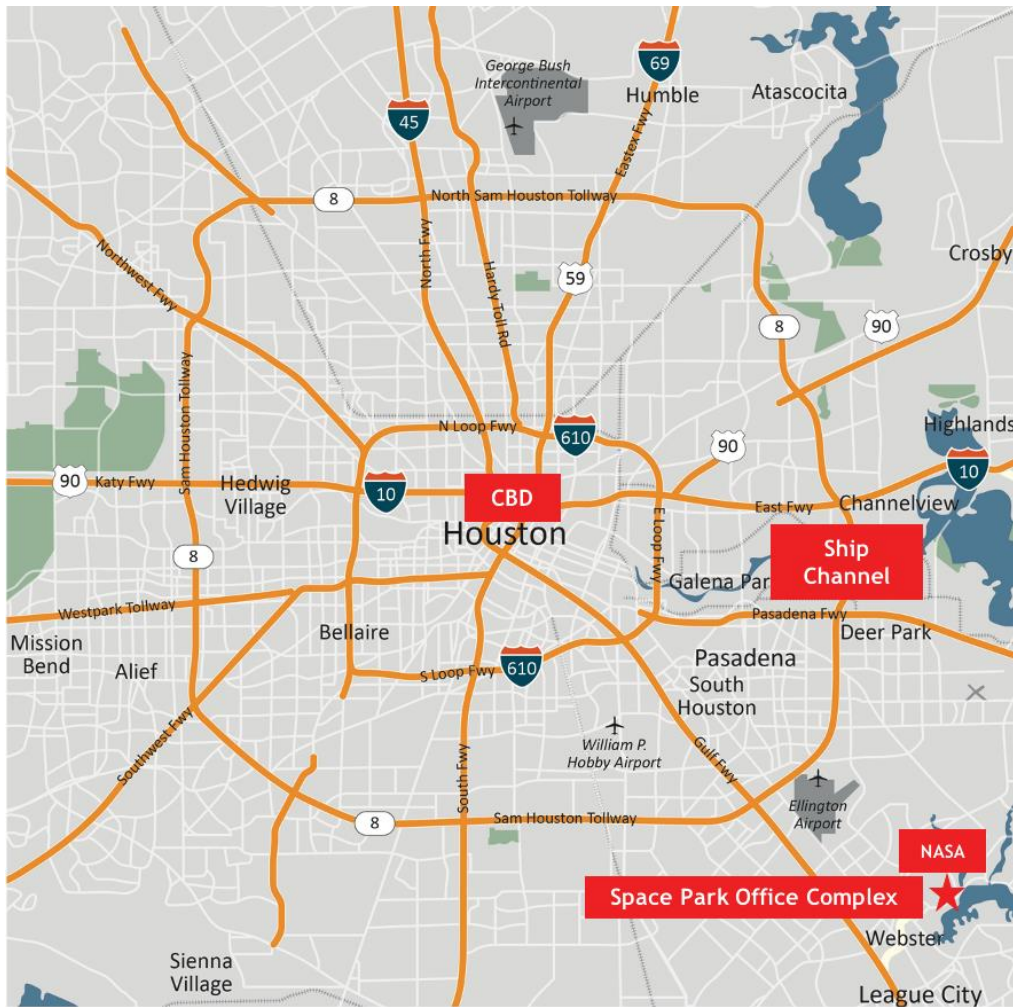 George Bush
Intercontinental
Airport
69
Humble
Atascocita
45
Eastex Fwy
8
North Sam Houston Tollway
North Fwy
Hardy Toll Rd
Northwest Fwy
59
Crosby
8
90
Sam Houston Tollway
N Loop Fwy
610
90
Highlands
10
90
Katy Fwy
Hedwig
Village
10
CBD
Houston
East Fwy
Channelview
E Loop Fwy
8
Ship
Channel
Galena Par
Westpark Tollway
Pasadena Fwy
Mission
Bend
Alief
Bellaire
Deer Park
S Loop Fwy
610
Pasadena
South
Houston
Southwest Fwy
William P.
Hobby Airport
Gulf Fwy
South Fwy
8
Sam Houston Tollway
Ellington
Airport
NASA
Space Park Office Complex
Webster
Sienna
Village
League City